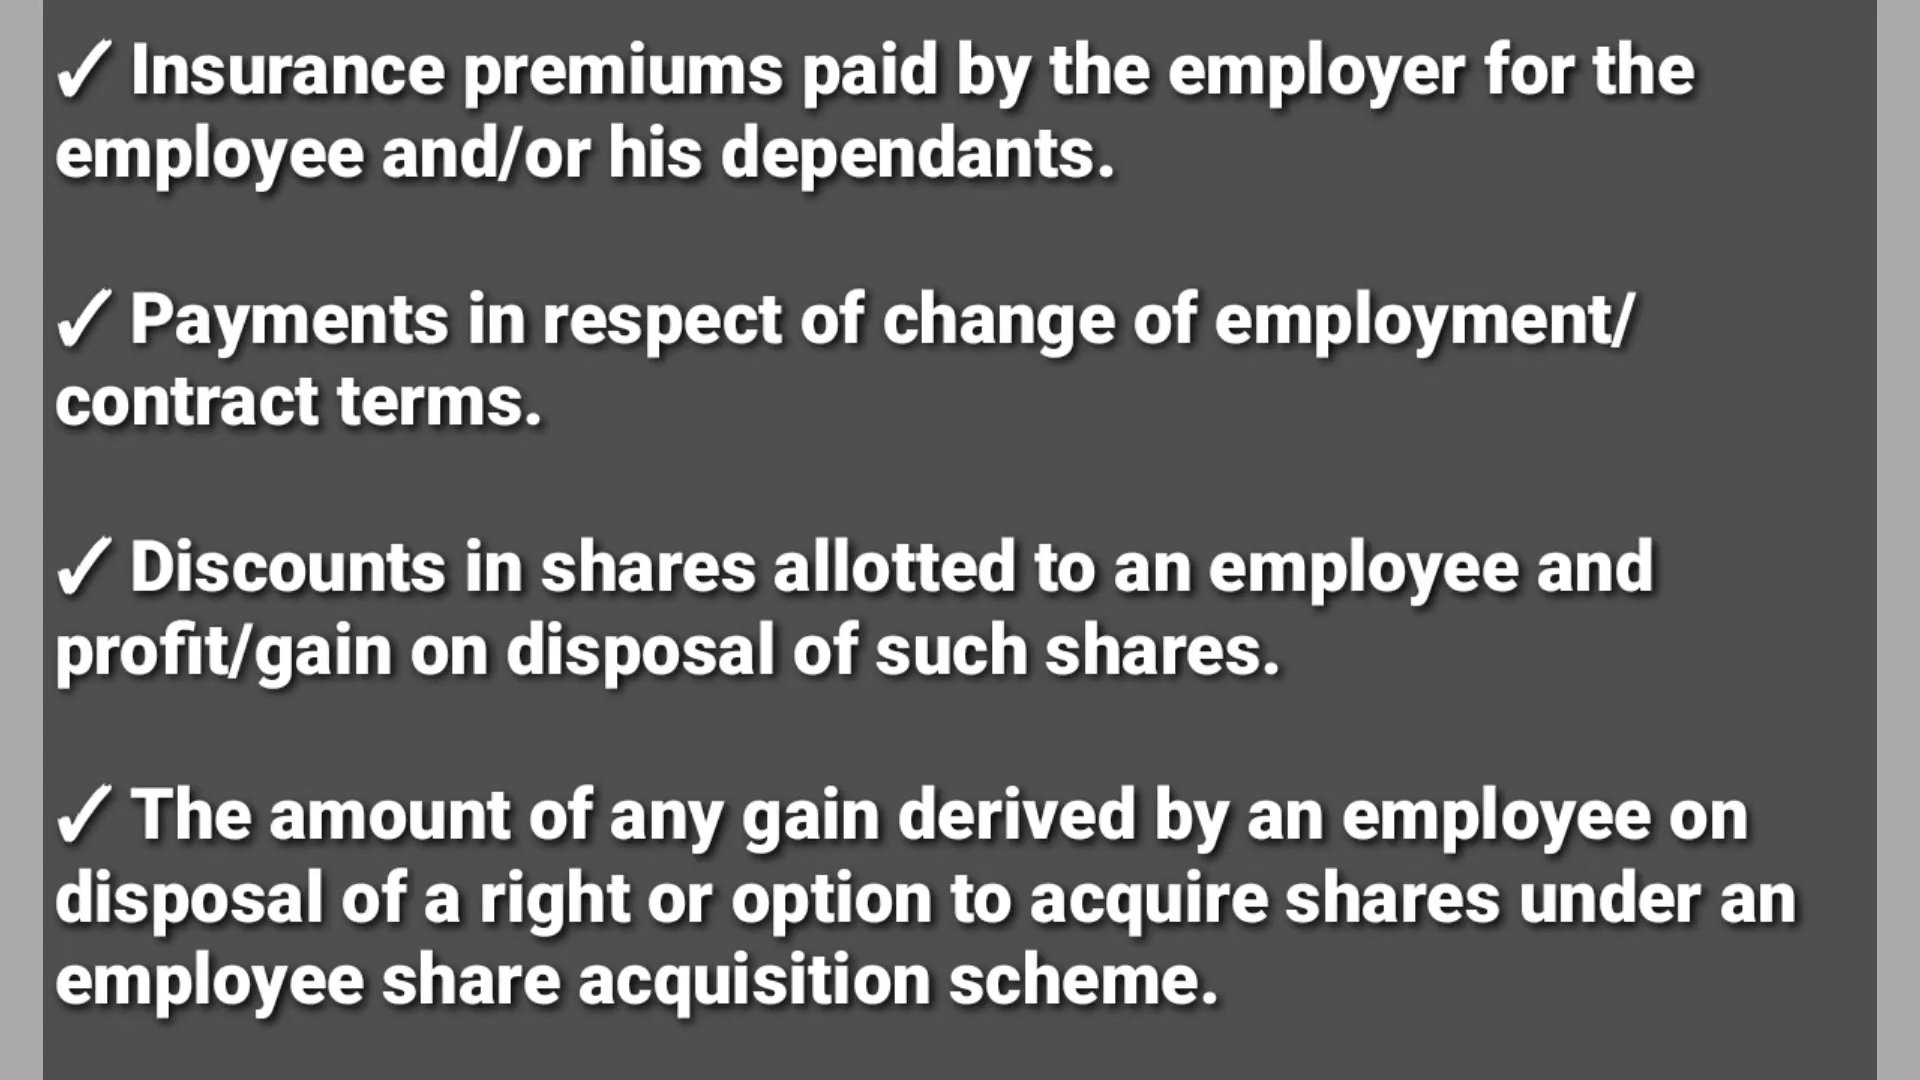 ✓ Insurance premiums paid by the employer for the
employee and/or his dependants.
✓ Payments in respect of change of employment/
contract terms.
✓ Discounts in shares allotted to an employee and
profit/gain on disposal of such shares.
✓ The amount of any gain derived by an employee on
disposal of a right or option to acquire shares under an
employee share acquisition scheme.